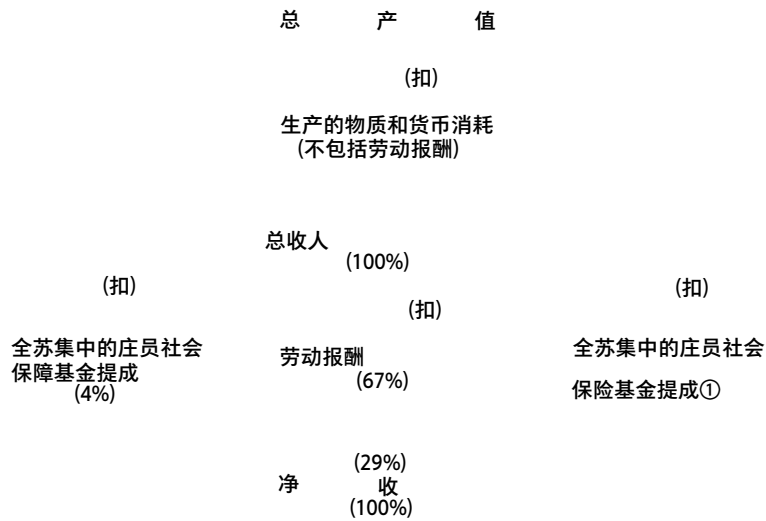 总 产 值
(扣)
生产的物质和货币消耗
(不包括劳动报酬)
总收人
(100%)
(扣)
(扣)
(扣)
全苏集中的庄员社会
保障基金提成
(4%)
劳动报酬
(67%)
全苏集中的庄员社会
保险基金提成①
(29%)
净 收
(100%)